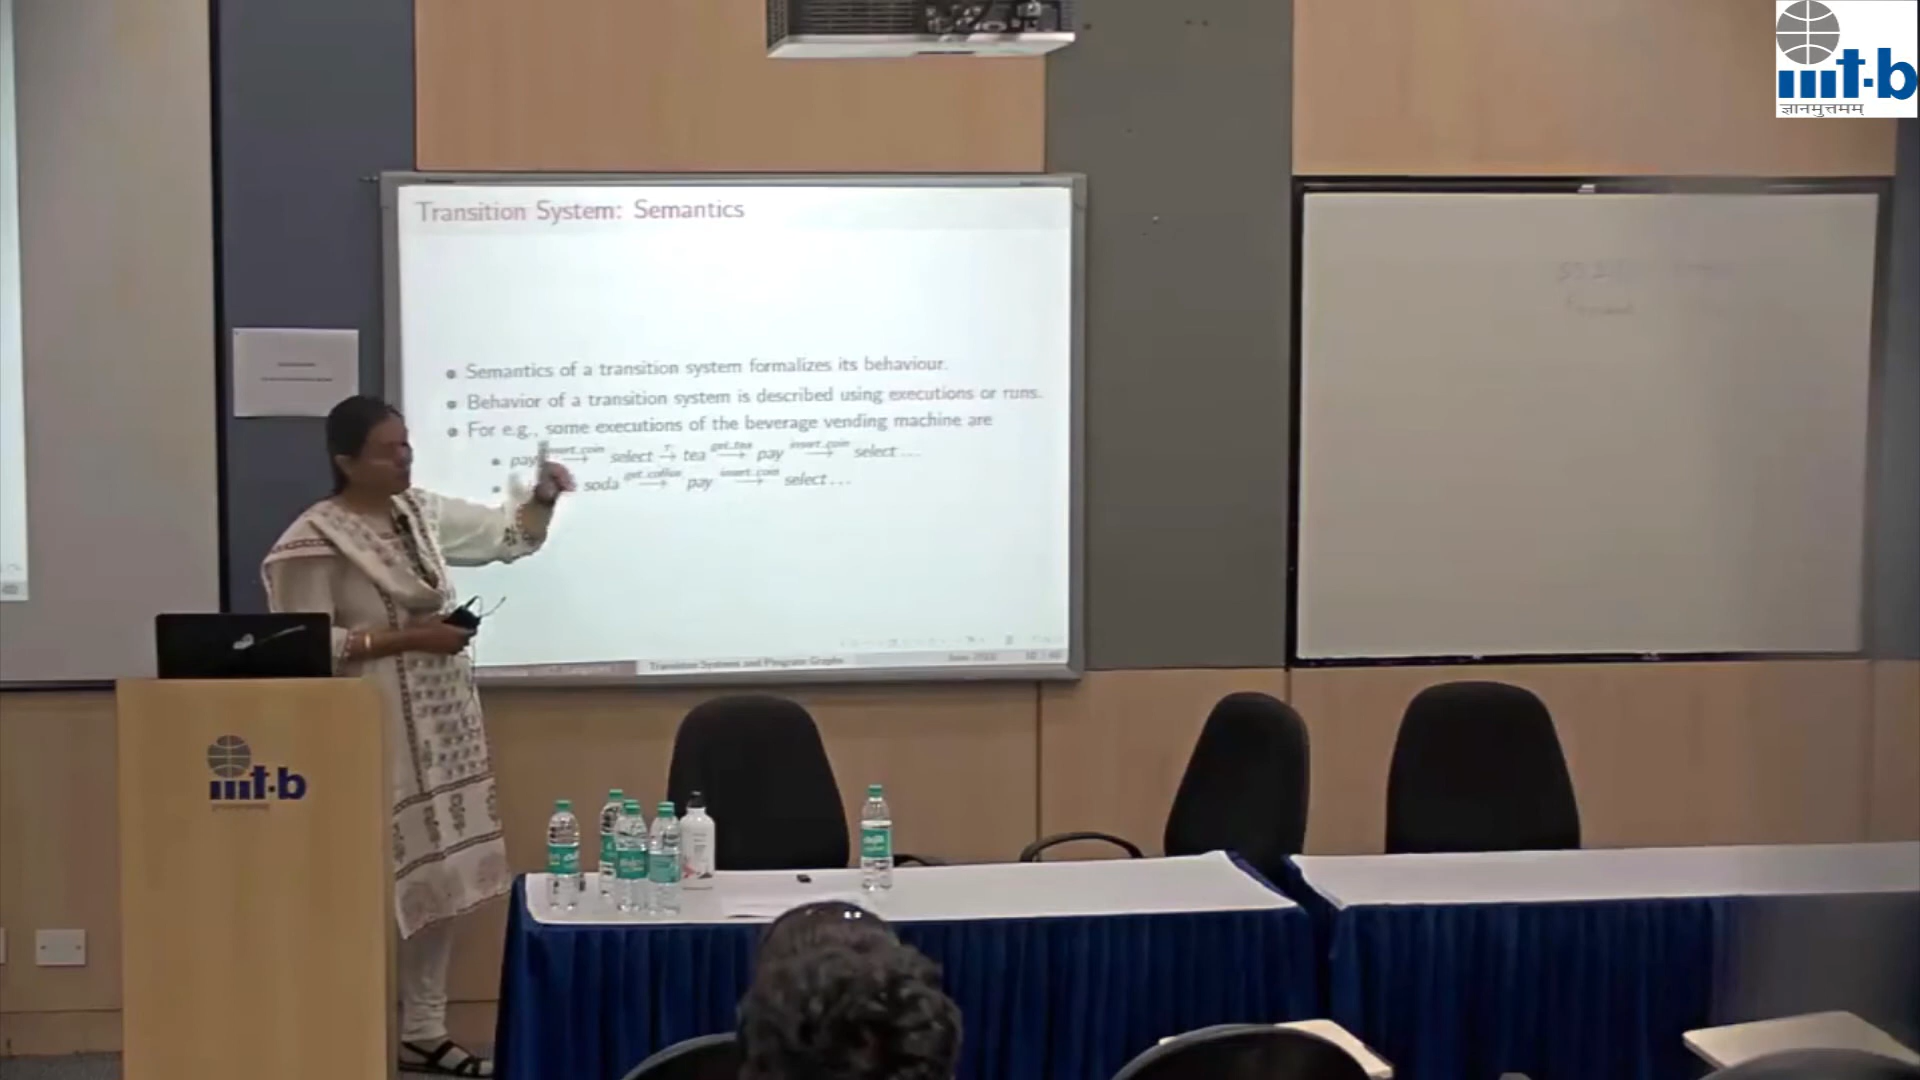 iiit-b
ज्ञानमुत्तमम्
Transition System: Semantics
Semantics of a transition system formalizes its behaviour.
Behavior of a transition system is described using executions or runs.
For e.g., some executions of the beverage vending machine are
insert_coin τ get_tea insert_coin
pay → select → tea → pay → select ...
get_coffee insert_coin
soda → pay → select ...
Transition Systems and Program Graphs
iiit-b